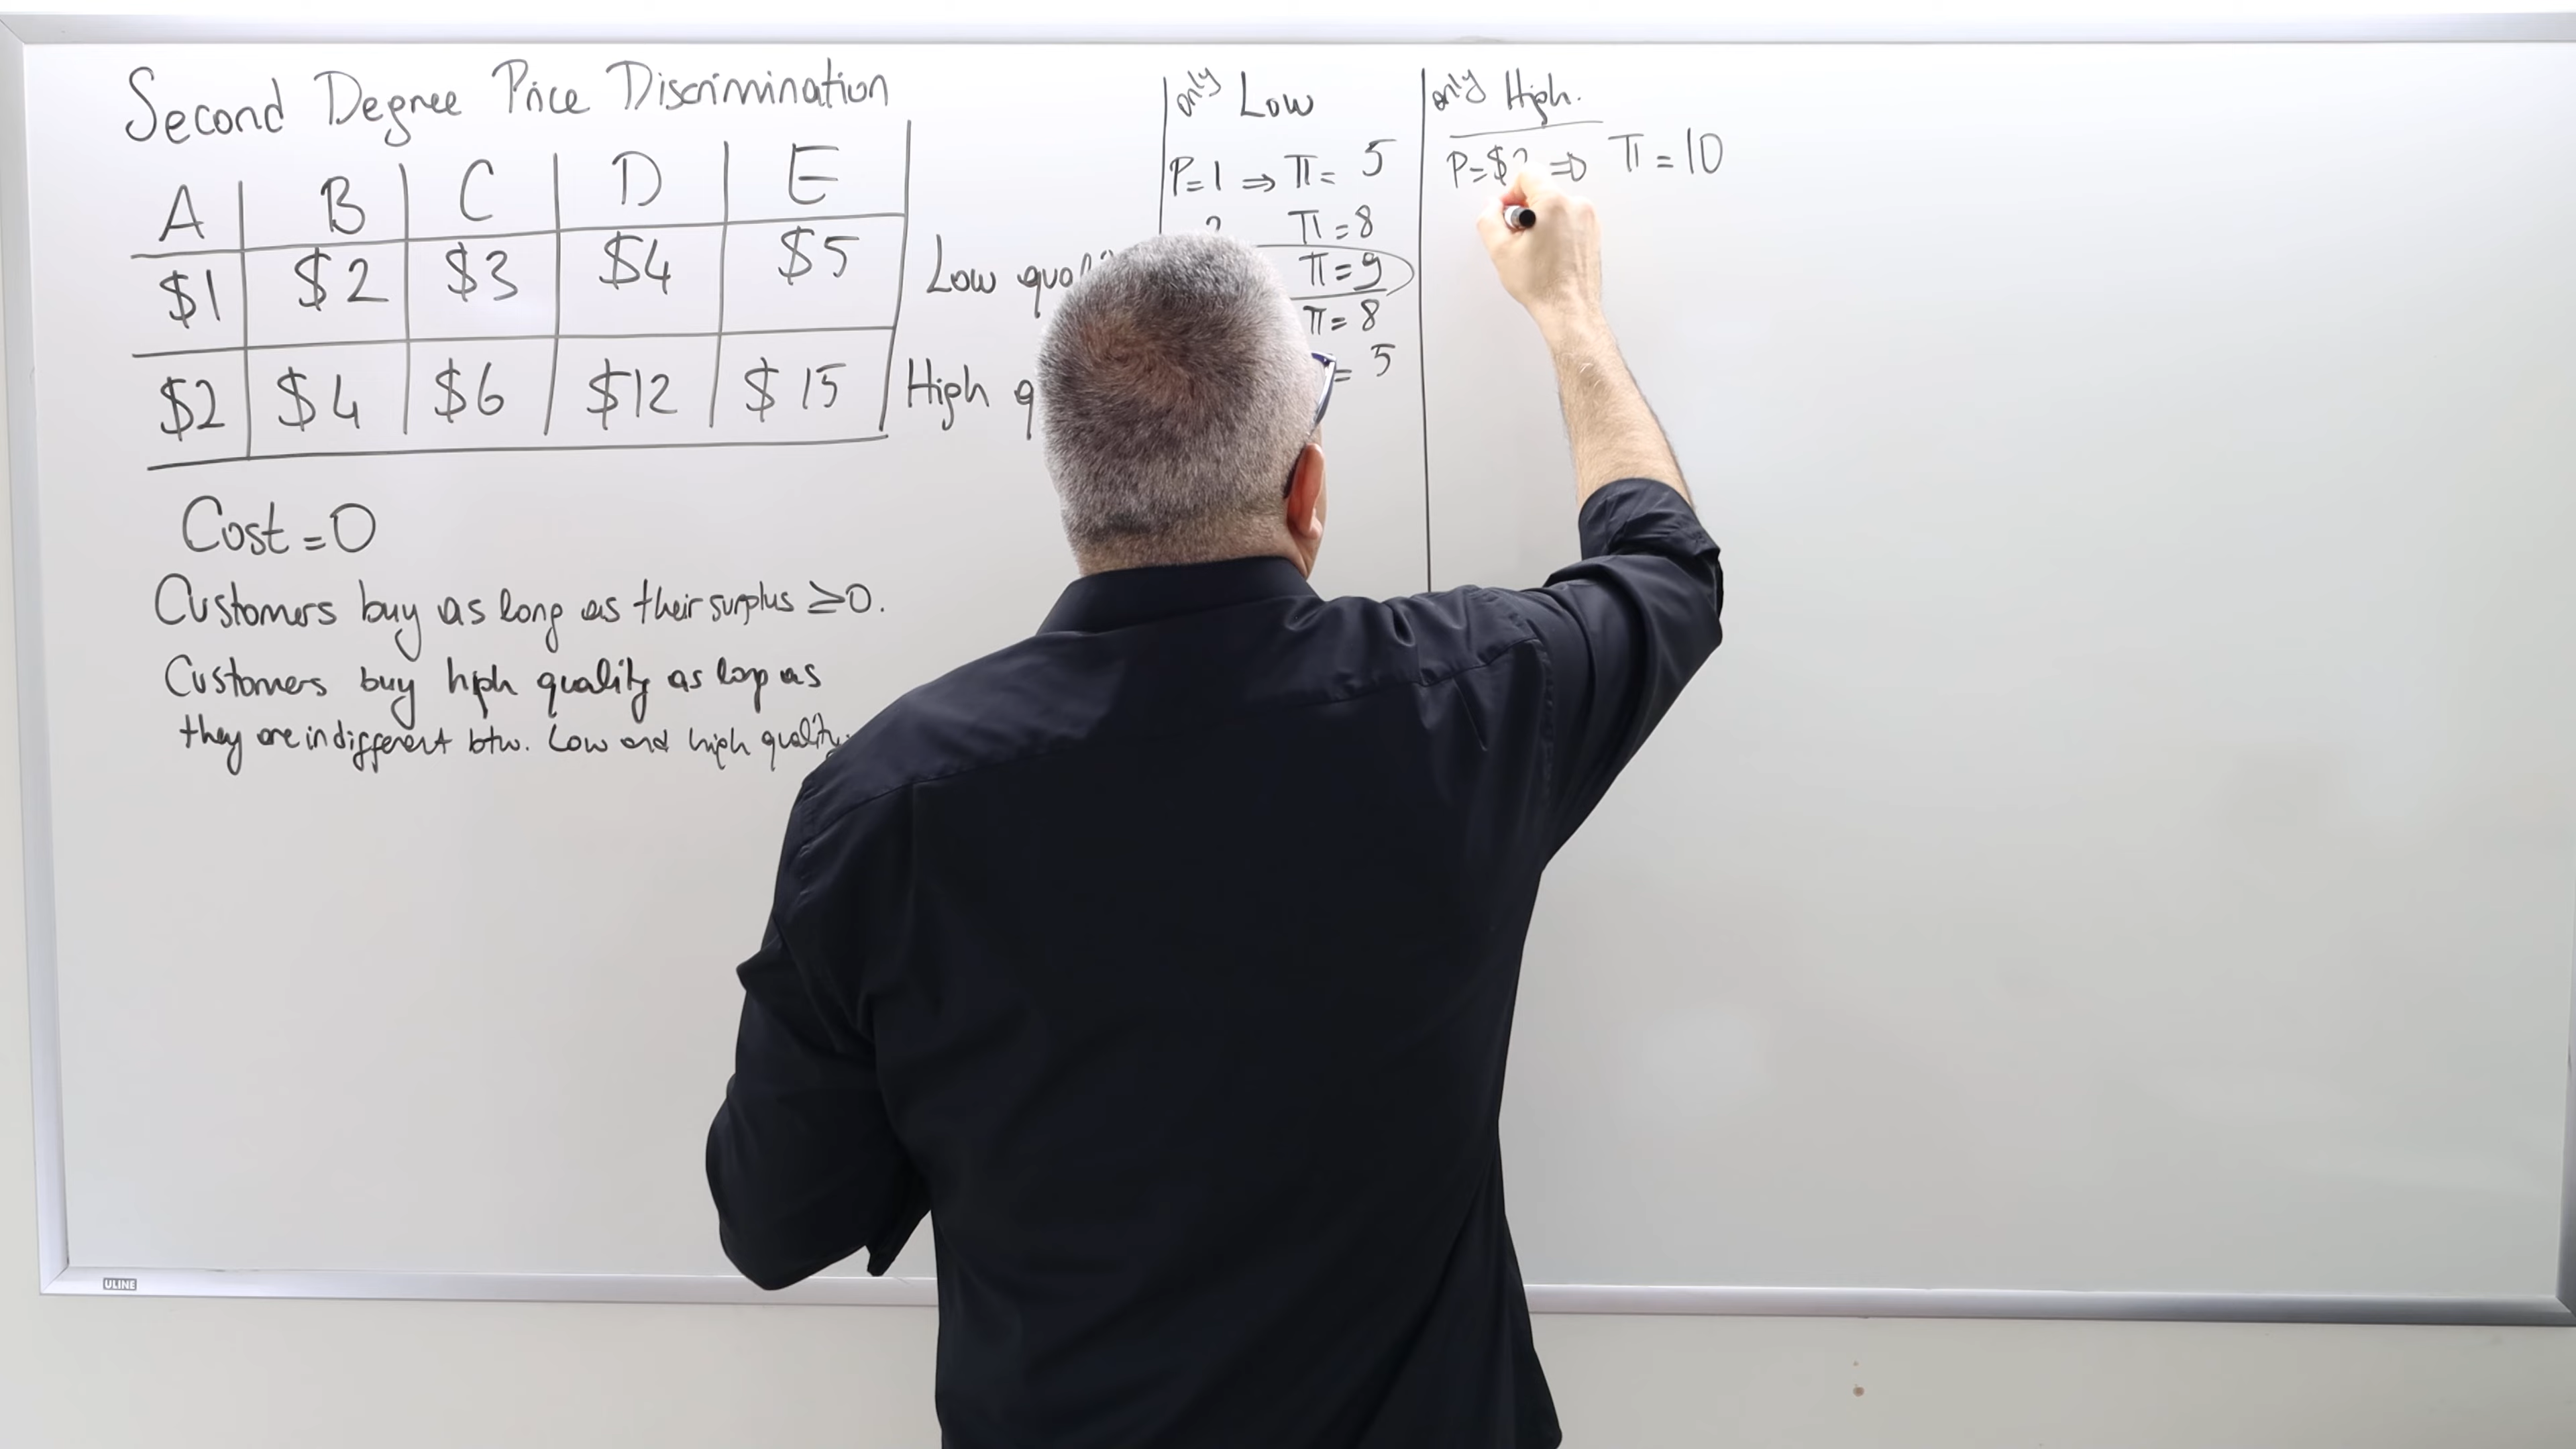 Second Degree Price Discrimination
A B C D E
$1 $2 $3 $4 $5 Low
$2 $4 $6 $12 $15 High
Cost = 0
Customers buy as long as their surplus ≥0.
Customers buy high quality as long as
they are indifferent btw. Low and high quality
only Low
P=1 ⇒ π= 5
π=8
π=9
π=8
= 5
only High.
P=$ ⇒ π=10
ULINE